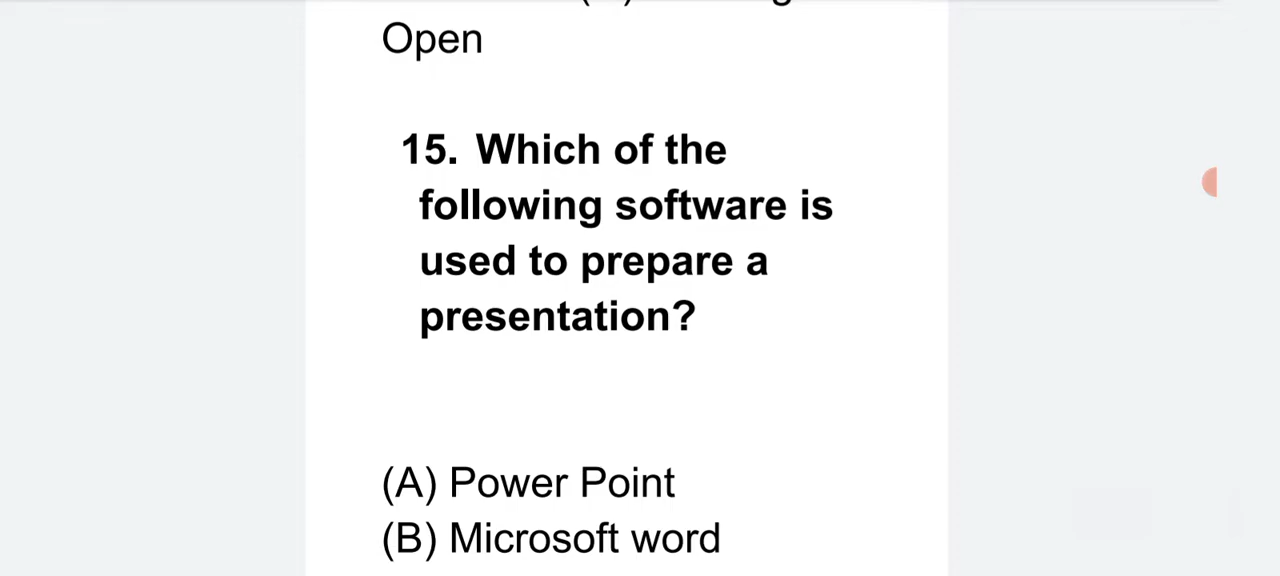 Open
15. Which of the
following software is
used to prepare a
presentation?
(A) Power Point
(B) Microsoft word